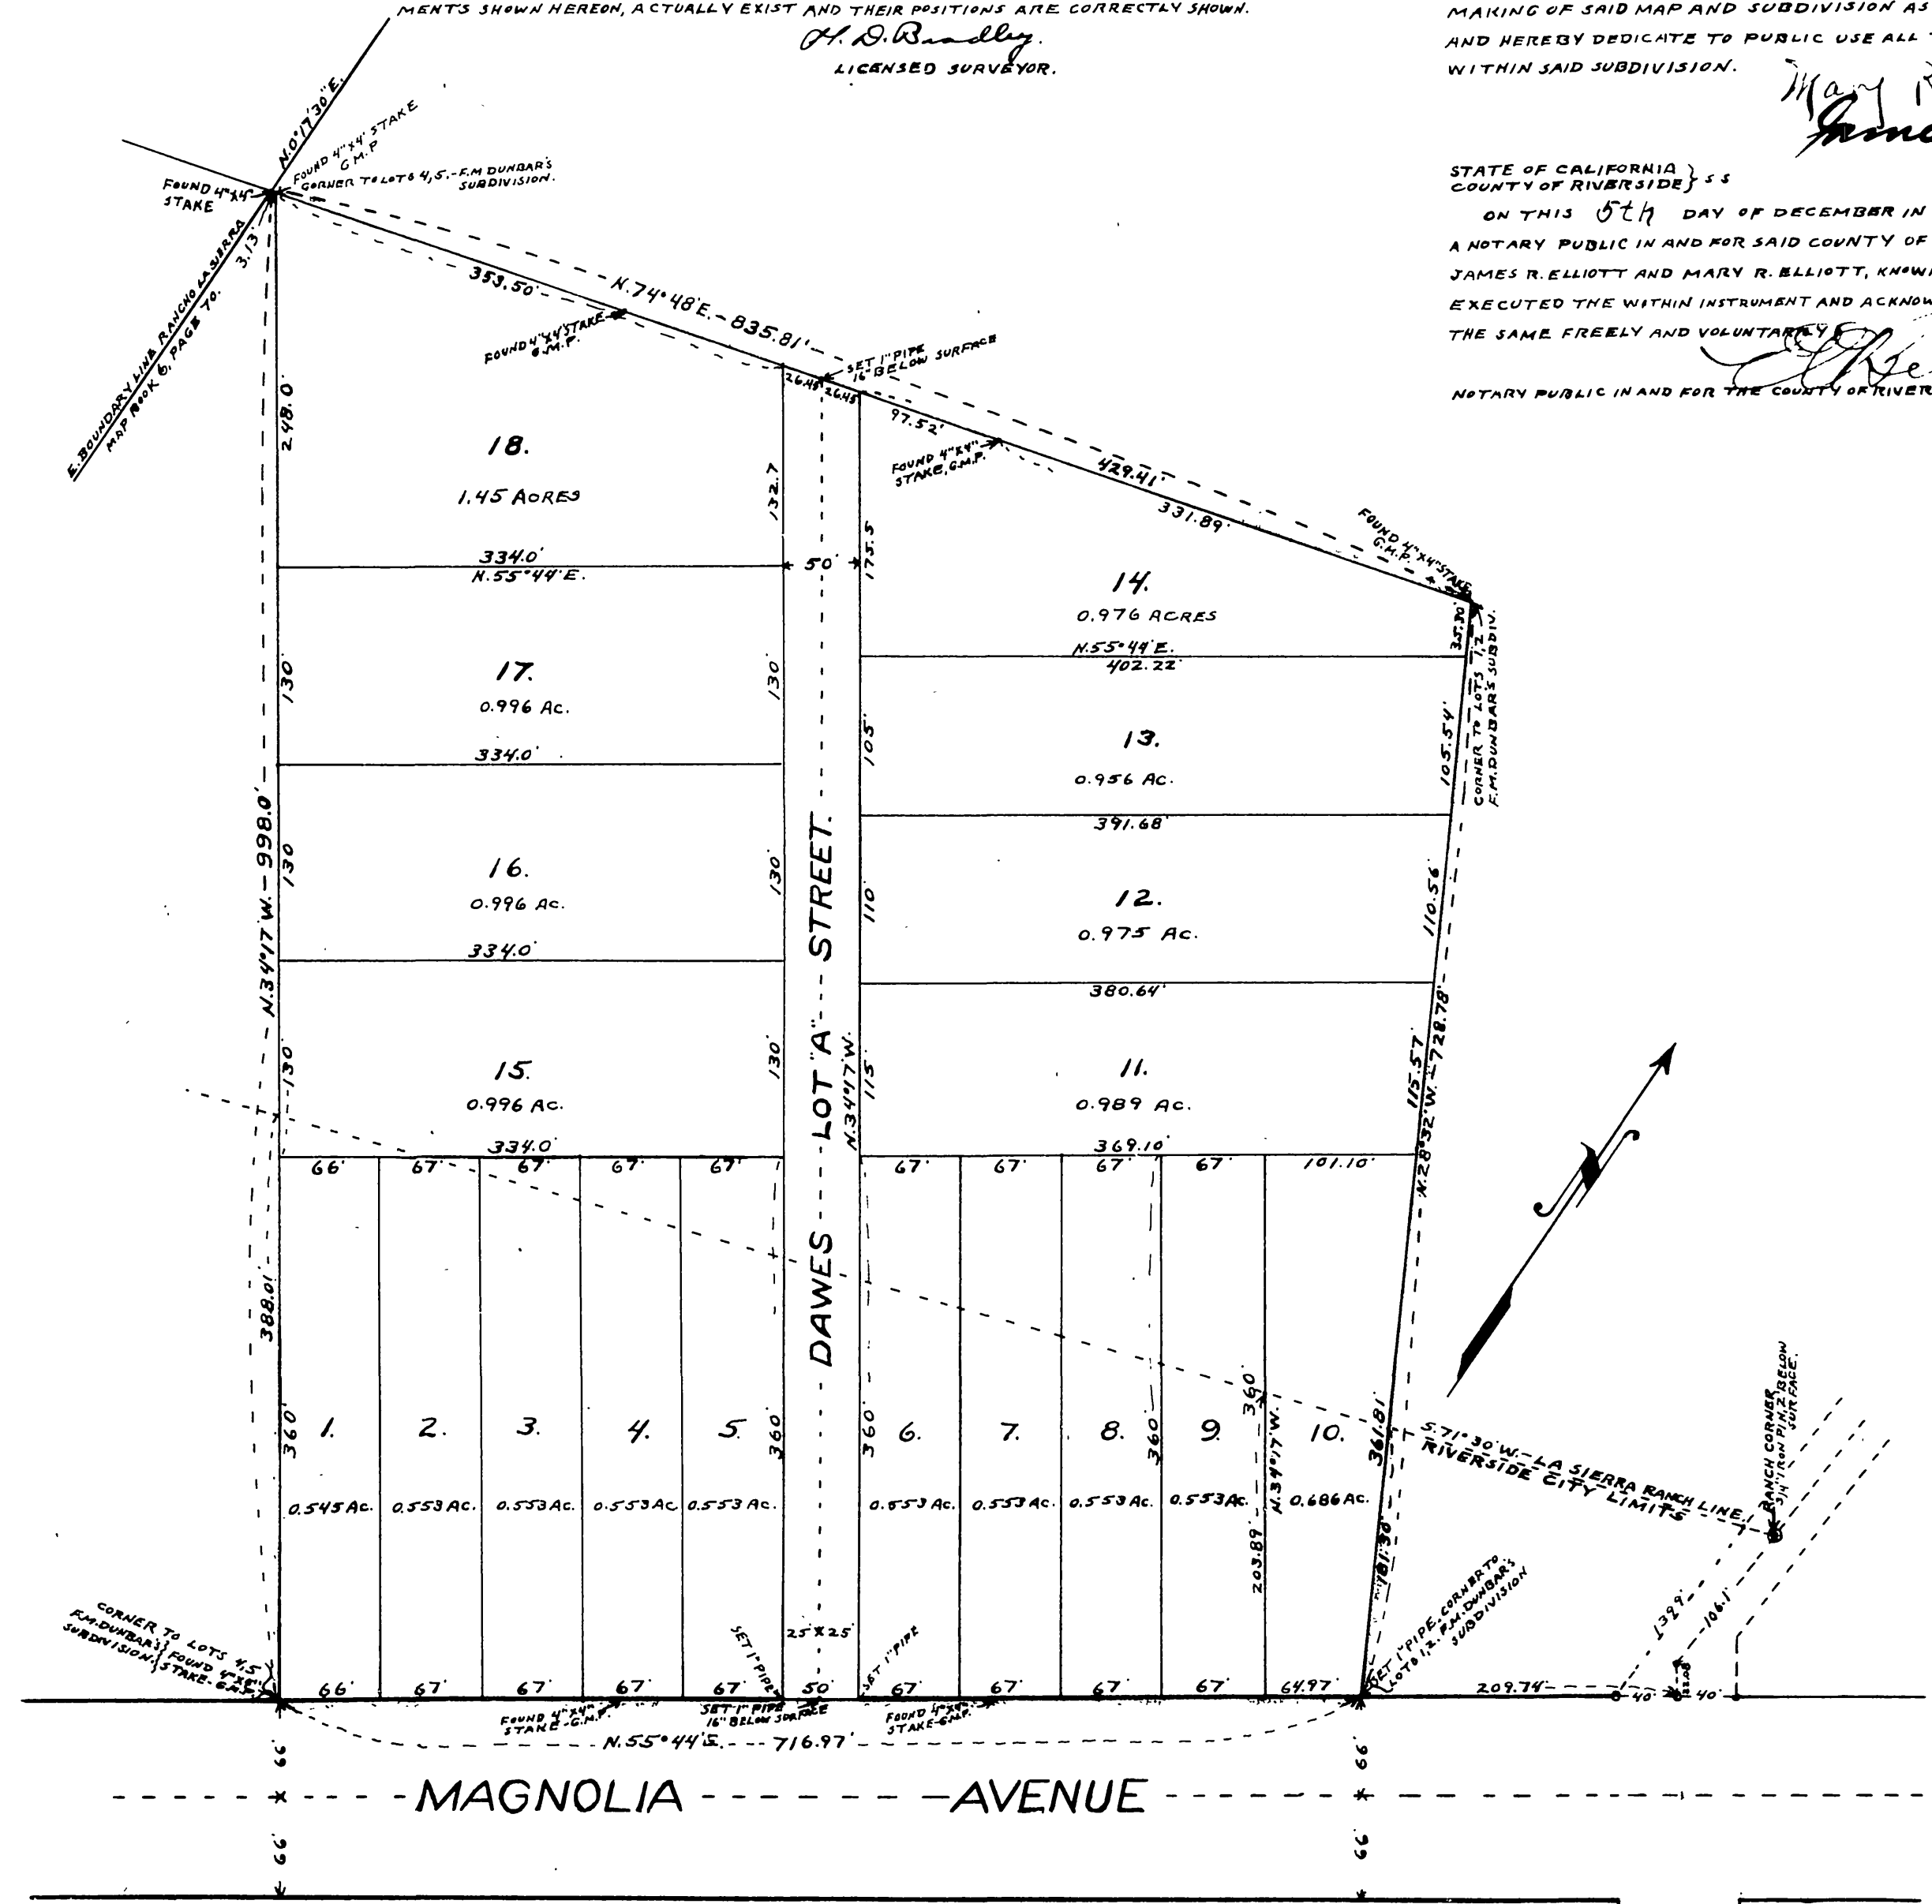 MENTS SHOWN HEREON, ACTUALLY EXIST AND THEIR POSITIONS ARE CORRECTLY SHOWN.
H. D. Bradley.
LICENSED SURVEYOR.
MAKING OF SAID MAP AND SUBDIVISION AS
AND HEREBY DEDICATE TO PUBLIC USE ALL
WITHIN SAID SUBDIVISION.
Mary R
STATE OF CALIFORNIA } SS
COUNTY OF RIVERSIDE
ON THIS 5th DAY OF DECEMBER IN
A NOTARY PUBLIC IN AND FOR SAID COUNTY OF
JAMES R. ELLIOTT AND MARY R. ELLIOTT, KNOW
EXECUTED THE WITHIN INSTRUMENT AND ACKNOW
THE SAME FREELY AND VOLUNTARILY
NOTARY PUBLIC IN AND FOR THE COUNTY OF RIVER
N.0°17'30"E.
FOUND 4"X4" STAKE
G.M.P
CORNER TO LOTS 4,5.-F.M DUNBAR'S
SUBDIVISION.
FOUND 4"X4"
STAKE
E. BOUNDARY LINE RANCHO LA SIERRA
MAP BOOK 6, PAGE 70.
3.13'
353.50'
N.74°48'E.-835.81'
FOUND 4"X4" STAKE
G.M.P.
SET 1" PIPE
16" BELOW SURFACE
26.45'
26.45'
97.52'
FOUND 4"X4"
STAKE, G.M.P.
429.41'
331.89'
FOUND 4"X4" STAKE
G.M.P.
CORNER TO LOTS 1,2
F.M. DUNBAR'S SUBDIV.
248.0'
18.
1.45 ACRES
132.7
334.0'
N.55°44'E.
50'
175.5
14.
0.976 ACRES
N.55°44'E.
402.22'
35.30'
130'
17.
0.996 AC.
130'
334.0'
105'
13.
0.956 AC.
105.54'
391.68'
N.34°17'W.-998.0'
130'
16.
0.996 AC.
130'
334.0'
110'
12.
0.975 AC.
110.56'
380.64'
130'
15.
0.996 AC.
130'
334.0'
N.34°17'W.
115'
11.
0.989 AC.
115.57'
369.10'
N.28°32'W.-728.78'
DAWES LOT "A" STREET.
66' 67' 67' 67' 67' 67' 67' 67' 67' 101.10'
388.01'
360'
1. 2. 3. 4. 5. 6. 7. 8. 9. 10.
360'
360'
360'
360'
N.34°17'W.
361.81'
0.545 AC. 0.553 AC. 0.553 AC. 0.553 AC 0.553 AC. 0.553 AC. 0.553 AC. 0.553 AC. 0.553 AC. 0.686 AC.
203.89'
181.30'
S.71°30'W.-LA SIERRA RANCH LINE.
RIVERSIDE CITY LIMITS
RANCH CORNER
3/4" IRON PIN, 2' BELOW
SURFACE.
139.9'
106.1'
CORNER TO LOTS 4,5
F.M. DUNBAR'S FOUND 4"X4"
SUBDIVISION. STAKE-G.M.P.
SET 1" PIPE
25' X 25'
SET 1" PIPE
SET 1" PIPE-CORNER TO
LOTS 1,2. F.M. DUNBAR'S
SUBDIVISION
66' 67' 67' 67' 67' 50' 67' 67' 67' 67' 64.97' 209.74' 40' 40'
FOUND 4"X4"
STAKE-G.M.P.
SET 1" PIPE
16" BELOW SURFACE
FOUND 4"X4"
STAKE-G.M.P.
N.55°44'E. 716.97'
66'
66'
MAGNOLIA AVENUE
66'
66'